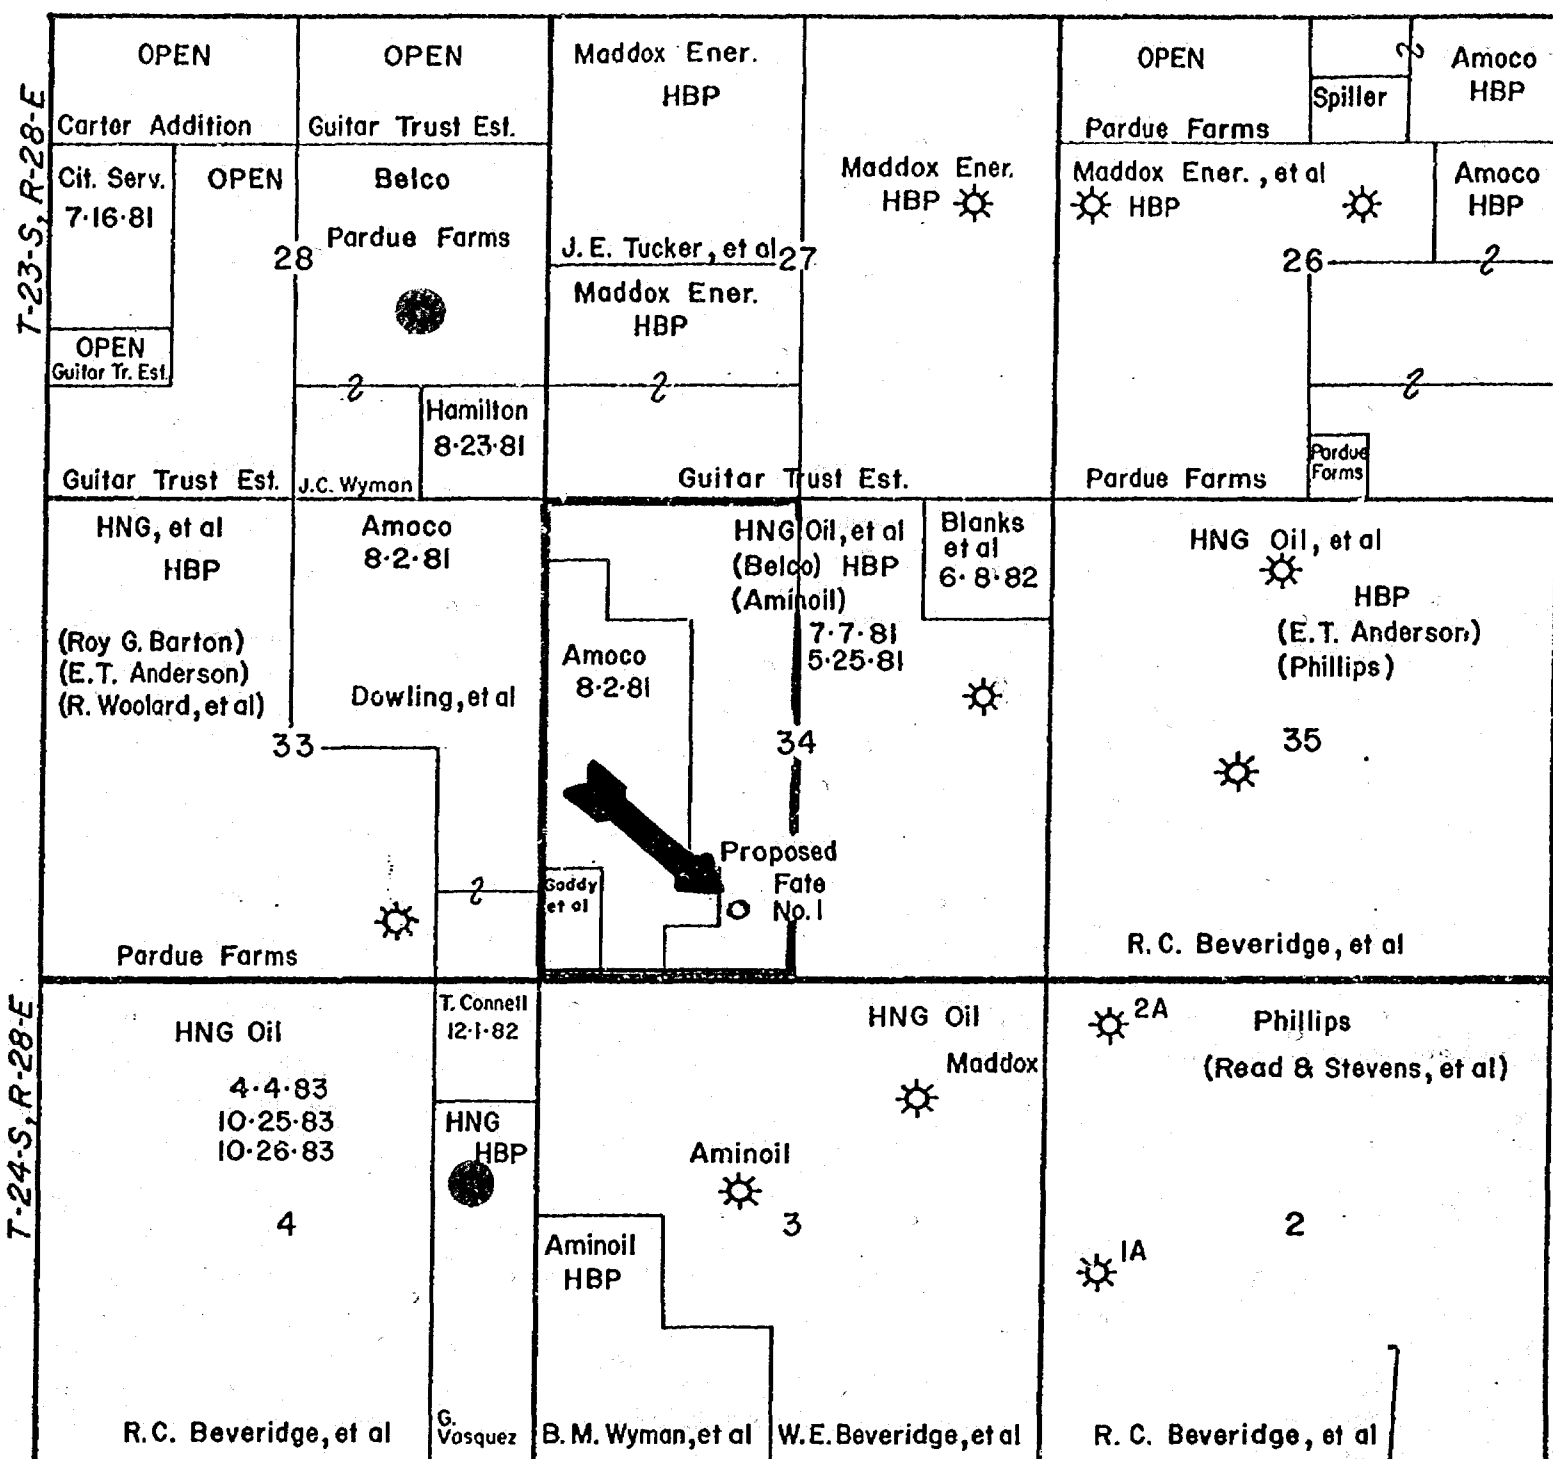 T-23-S, R-28-E
OPEN
Carter Addition
OPEN
Guitar Trust Est.
Cit. Serv.
7·16·81
OPEN
Belco
Pardue Farms
28
OPEN
Guitar Tr. Est.
Guitar Trust Est.
J.C. Wyman
Hamilton
8·23·81
Maddox Ener.
HBP
J.E. Tucker, et al
27
Maddox Ener.
HBP
Maddox Ener.
HBP
Guitar Trust Est.
OPEN
Pardue Farms
Spiller
Amoco
HBP
Maddox Ener., et al
HBP
Amoco
HBP
26
Pardue Farms
Pardue
Farms
HNG, et al
HBP
(Roy G. Barton)
(E.T. Anderson)
(R. Woolard, et al)
Amoco
8·2·81
Dowling, et al
33
Pardue Farms
HNG Oil, et al
(Belco) HBP
(Aminoil)
7·7·81
5·25·81
Blanks
et al
6·8·82
Amoco
8·2·81
34
Proposed
Fate
No. 1
Gaddy
et al
HNG Oil, et al
HBP
(E.T. Anderson)
(Phillips)
35
R.C. Beveridge, et al
T-24-S, R-28-E
HNG Oil
4·4·83
10·25·83
10·26·83
4
R.C. Beveridge, et al
T. Connell
12·1·82
HNG
HBP
G.
Vasquez
HNG Oil
Maddox
Aminoil
3
Aminoil
HBP
B.M. Wyman, et al
W.E. Beveridge, et al
2A
Phillips
(Read & Stevens, et al)
1A
2
R.C. Beveridge, et al